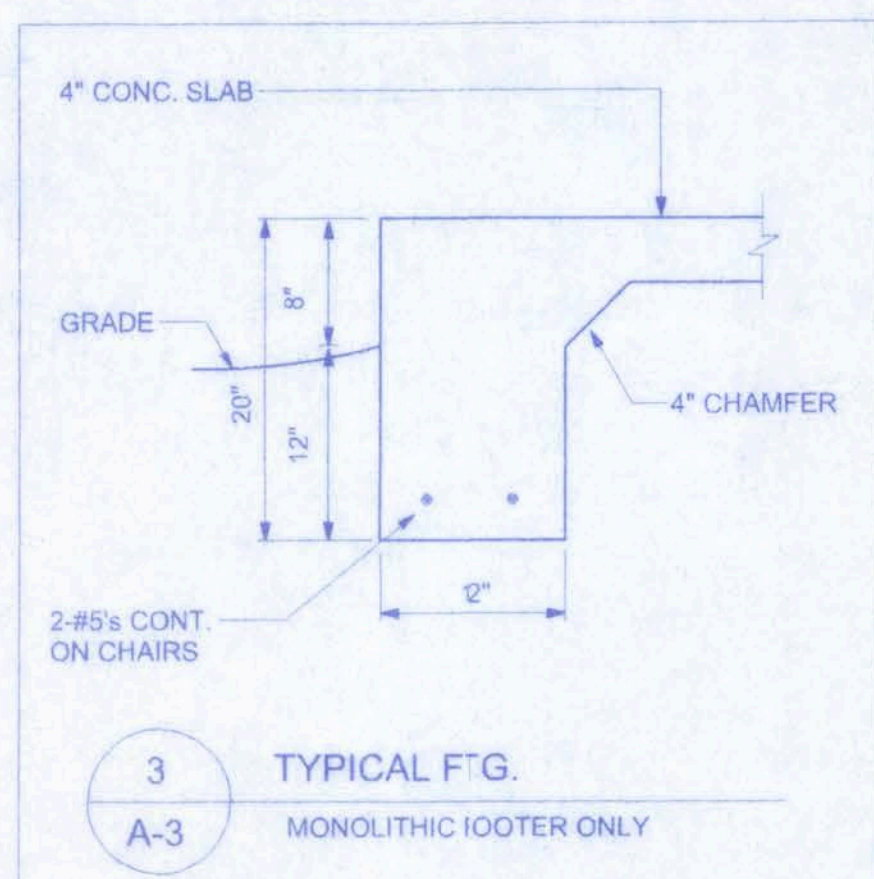 4" CONC. SLAB
8"
GRADE
20"
12"
4" CHAMFER
12"
2-#5's CONT.
ON CHAIRS
3
A-3
TYPICAL FTG.
MONOLITHIC IOOTER ONLY